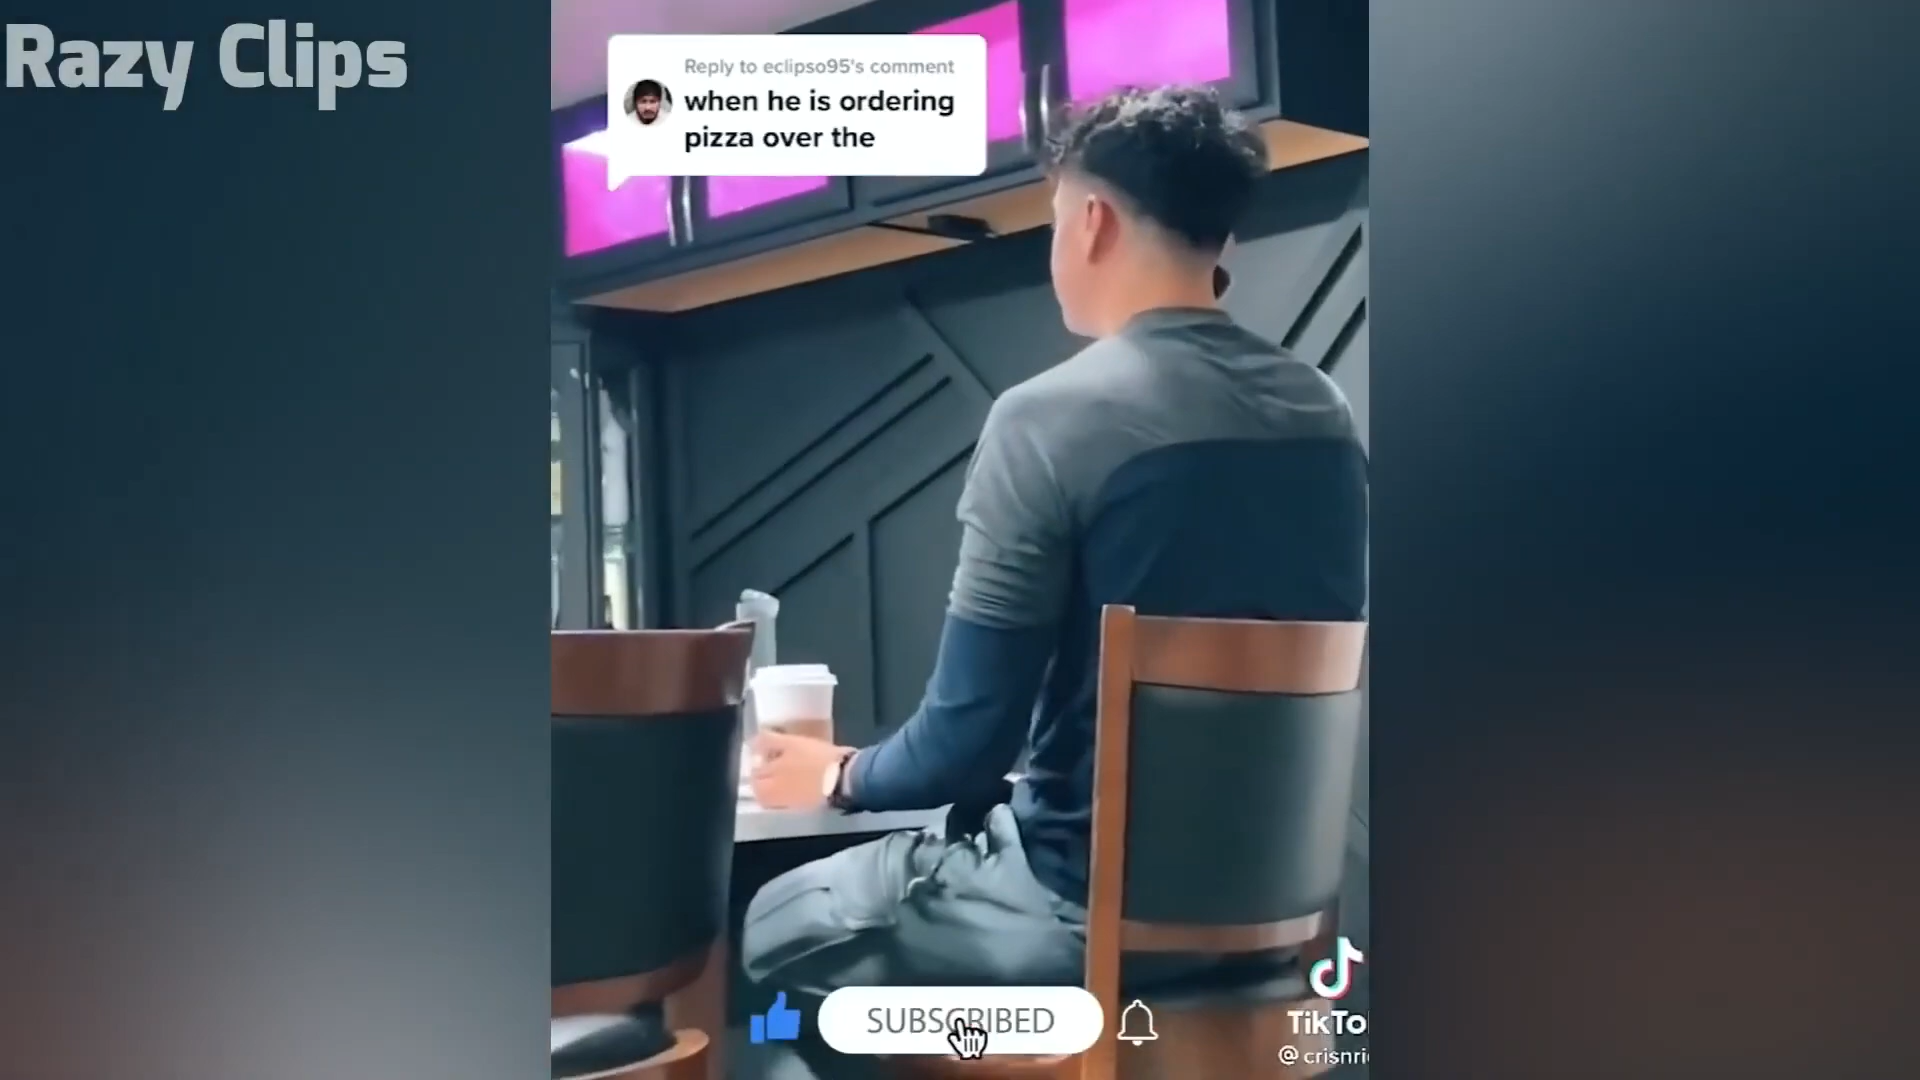 Razy Clips
Reply to eclipso95's comment
when he is ordering
pizza over the
SUBSCRIBED
TikTo
@crisnri